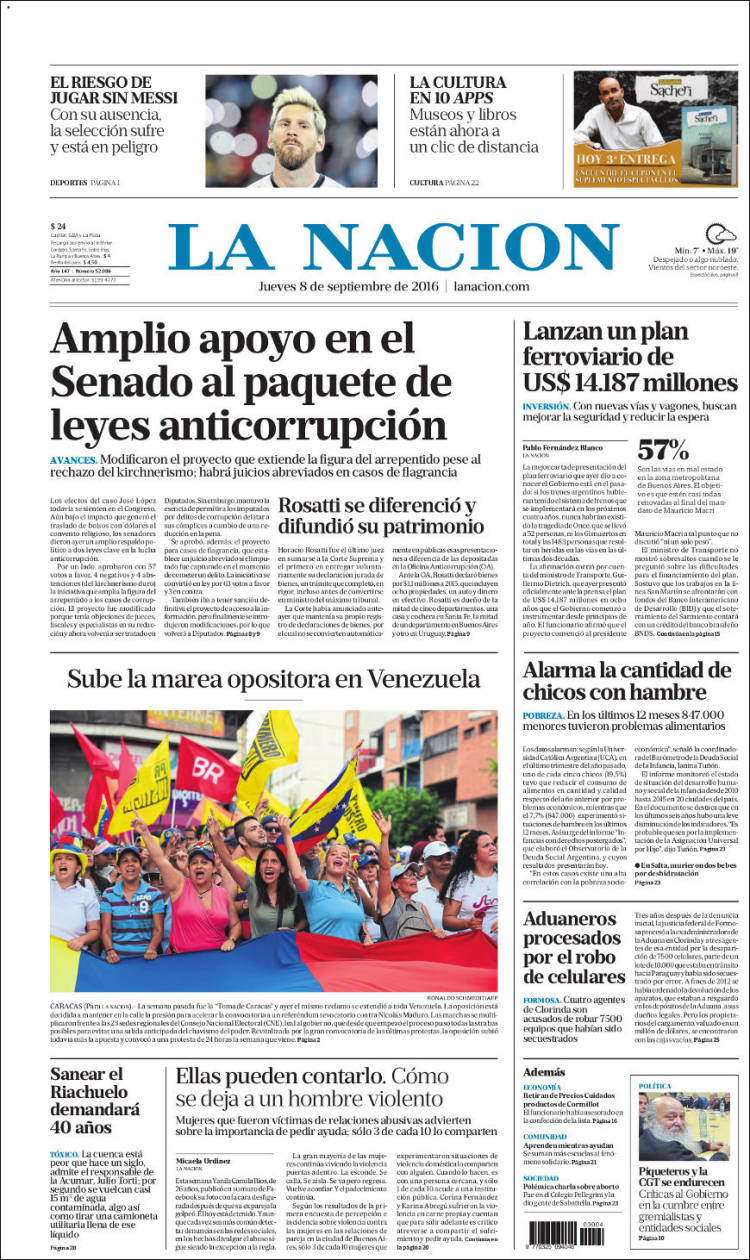 EL RIESGO DE
JUGAR SIN MESSI
Con su ausencia,
la selección sufre
y está en peligro
DEPORTES PÁGINA 1
LA CULTURA
EN 10 APPS
Museos y libros
están ahora a
un clic de distancia
CULTURA PÁGINA 22
Sacheri
Sacheri
HOY 3ª ENTREGA
ENCUENTRE EL CUPÓN EN EL
SUPLEMENTO ESPECTÁCULOS
$ 24
Año 147 | Número 52.006
LA NACION
Jueves 8 de septiembre de 2016 | lanacion.com
Mín. 7° • Máx. 19°
Despejado o algo nublado.
Vientos del sector noroeste.
Espectáculos, página 8
Amplio apoyo en el
Senado al paquete de
leyes anticorrupción
AVANCES. Modificaron el proyecto que extiende la figura del arrepentido pese al
rechazo del kirchnerismo; habrá juicios abreviados en casos de flagrancia
Los efectos del caso José López
todavía se sienten en el Congreso.
Aún bajo el impacto que generó el
traslado de bolsos con dólares al
convento religioso, los senadores
dieron ayer un amplio respaldo político
a dos leyes clave en la lucha
anticorrupción.
Por un lado, aprobaron con 57
votos a favor, 4 negativos y 4 abstenciones
(del kirchnerismo duro)
la iniciativa que amplía la figura del
arrepentido a los casos de corrupción.
El proyecto fue modificado
porque tenía objeciones de jueces,
fiscales y especialistas en su redacción
y ahora volverá a ser tratado en
Diputados. Sin embargo, mantuvo la
esencia de permitir a los imputados
por delitos de corrupción delatar a
sus cómplices a cambio de una reducción
en la pena.
Se aprobó, además, el proyecto
para casos de flagrancia, que establece
un juicio abreviado si el imputado
fue capturado en el momento
de cometer un delito. La iniciativa se
convirtió en ley por 63 votos a favor
y 3 en contra.
También iba a tener sanción definitiva
el proyecto de acceso a la información,
pero finalmente se introdujeron
modificaciones, por lo que
volverá a Diputados. Páginas 8 y 9
Rosatti se diferenció y
difundió su patrimonio
Horacio Rosatti fue el último juez
en sumarse a la Corte Suprema y
el primero en entregar voluntariamente
su declaración jurada de
bienes, un trámite que completó, en
rigor, incluso antes de convertirse
en ministro del máximo tribunal.
La Corte había anunciado anteayer
que mantenía su propio registro
de declaraciones de bienes, por
el cual no se convierten automáticamente
en públicas esas presentaciones
a diferencia de las depositadas
en la Oficina Anticorrupción (OA).
Ante la OA, Rosatti declaró bienes
por $1,1 millones a 2015, que incluyen
ocho propiedades, un auto y dinero
en efectivo. Rosatti es dueño de la
mitad de cinco departamentos, una
casa y cochera en Santa Fe, la mitad
de un departamento en Buenos Aires
y otro en Uruguay. Página 9
Lanzan un plan
ferroviario de
US$ 14.187 millones
INVERSIÓN. Con nuevas vías y vagones, buscan
mejorar la seguridad y reducir la espera
Pablo Fernández Blanco
LA NACION
La mejor carta de presentación del
plan ferroviario que ayer dio a conocer
el Gobierno está en el pasado:
si los trenes argentinos hubieran
tenido el sistema de frenos que
se implementará en los próximos
cuatro años, nunca habrían existido
la tragedia de Once, que se llevó
a 52 personas, ni los 61 muertos en
total y las 1483 personas que resultaron
heridas en las vías en las últimas
décadas.
La afirmación corrió por cuenta
del ministro de Transporte, Guillermo
Dietrich, que ayer presentó
oficialmente ante la prensa el plan
de US$ 14.187 millones en ocho
años que el Gobierno comenzó a
instrumentar desde principios de
año. El funcionario afirmó que el
proyecto convenció al presidente
57%
Son las vías en mal estado
en la zona metropolitana
de Buenos Aires. El objetivo
es que estén casi todas
renovadas al final del mandato
de Mauricio Macri
Mauricio Macri a tal punto que no
discutió "ni un solo peso".
El ministro de Transporte no
mostró sobresaltos cuando se le
preguntó sobre las dificultades
para el financiamiento del plan.
Sostuvo que los trabajos en la línea
San Martín se afrontarán con
fondos del Banco Interamericano
de Desarrollo (BID) y que el soterramiento
del Sarmiento contará
con un crédito del banco brasileño
BNDS. Continúa en la página 15
Sube la marea opositora en Venezuela
BR
RONALDO SCHMEDIT/AFP
CARACAS (Para LA NACION).– La semana pasada fue la "Toma de Caracas" y ayer el mismo reclamo se extendió a toda Venezuela. La oposición está
decidida a mantener en la calle la presión para acelerar la convocatoria a un referéndum revocatorio contra Nicolás Maduro. Las marchas se multiplicaron
frente a las 23 sedes regionales del Consejo Nacional Electoral (CNE), leal al gobierno, que desde que empezó el proceso puso todas las trabas
posibles para evitar una salida anticipada del chavismo del poder. Revitalizada por la gran convocatoria de las últimas protestas, la oposición subió
todavía más la apuesta y convocó a una protesta de 24 horas la semana que viene. Página 2
Alarma la cantidad de
chicos con hambre
POBREZA. En los últimos 12 meses 847.000
menores tuvieron problemas alimentarios
Los datos alarman: según la Universidad
Católica Argentina (UCA), en
el último trimestre del año pasado,
uno de cada cinco chicos (19,5%)
tuvo que reducir el consumo de
alimentos en cantidad y calidad
respecto del año anterior por problemas
económicos, mientras que
el 7,7% (847.000) experimentó situaciones
de hambre en los últimos
12 meses. Así surge del informe "Infancias
con derechos postergados",
que elaboró el Observatorio de la
Deuda Social Argentina, y cuyos
resultados presentarán hoy.
"En estos casos existe una alta
correlación con la pobreza socioeconómica",
señaló la coordinadora
del Barómetro de la Deuda Social
de la Infancia, Ianina Tuñón.
El informe monitoreó el estado
de situación del desarrollo humano
y social de la infancia desde 2010
hasta 2015 en 20 ciudades del país.
En el documento se destaca que en
los últimos seis años hubo una leve
disminución de los indicadores. "Es
probable que sea por la implementación
de la Asignación Universal
por Hijo", dijo Tuñón. Página 23
● En Salta, murieron dos bebes
por deshidratación
Página 23
Aduaneros
procesados
por el robo
de celulares
FORMOSA. Cuatro agentes
de Clorinda son
acusados de robar 7500
equipos que habían sido
secuestrados
Tres años después de la denuncia
inicial, la justicia federal de Formosa
procesó a la ex administradora de
la Aduana en Clorinda y a tres agentes
de esa entidad por la desaparición
de 7500 celulares, parte de un
lote de 10.000 que estaba en tránsito
hacia Paraguay y había sido secuestrado
por error. A fines de 2012 se
había ordenado la devolución de los
aparatos, que estaban a resguardo
en los depósitos de la Aduana, a sus
dueños legales. Pero los propietarios
del cargamento, valuado en un
millón de dólares, se encontraron
con las cajas vacías. Página 25
Sanear el
Riachuelo
demandará
40 años
TÓXICO. La cuenca está
peor que hace un siglo,
admite el responsable de
la Acumar, Julio Torti; por
segundo se vuelcan casi
15 m³ de agua
contaminada, algo así
como tirar una camioneta
utilitaria llena de ese
líquido
Página 20
Ellas pueden contarlo. Cómo
se deja a un hombre violento
Mujeres que fueron víctimas de relaciones abusivas advierten
sobre la importancia de pedir ayuda; sólo 3 de cada 10 lo comparten
Micaela Urdinez
LA NACION
Esta semana Yanila Camila Ríos, de
26 años, publicó en su muro de Facebook
su foto con la cara desfigurada
después de que su ex pareja la
golpeó. Ella no está detenida. Y aunque
cada vez son más común detectar
denuncias en las redes sociales,
en los hechos divulgar el abuso sigue
siendo la excepción a la regla.
La gran mayoría de las mujeres
continúa viviendo la violencia
puertas adentro. La esconde. Se
calla. Se aísla. Se va pero regresa.
Vuelve a confiar. Y el padecimiento
continúa.
Según los resultados de la primera
encuesta de percepción e
incidencia sobre violencia contra
las mujeres en las relaciones de
pareja en la ciudad de Buenos Aires,
sólo 3 de cada 10 mujeres que
experimentaron situaciones de
violencia doméstica lo comparten
con alguien. Cuando lo hacen, es
con una persona cercana, y sólo
1 de cada 10 acude a una institución
pública. Corina Fernández
y Karina Abregú sufrieron la violencia
en carne propia y cuentan
que para salir adelante es crítico
atreverse a compartir el sufrimiento
y pedir ayuda. Continúa en
la página 20
Además
ECONOMÍA
Retiran de Precios Cuidados
productos de Cormillot
El funcionario había asesorado en
la confección de la lista. Página 16
COMUNIDAD
Aprenden mientras ayudan
Se suman más escuelas al fenómeno
solidario. Página 21
SOCIEDAD
Polémica charla sobre aborto
Fue en el Colegio Pellegrini y la
dio gente de Sabattella. Página 23
00004
9 770325 094046
POLÍTICA
Piqueteros y la
CGT se endurecen
Críticas al Gobierno
en la cumbre entre
gremialistas y
entidades sociales
Página 10